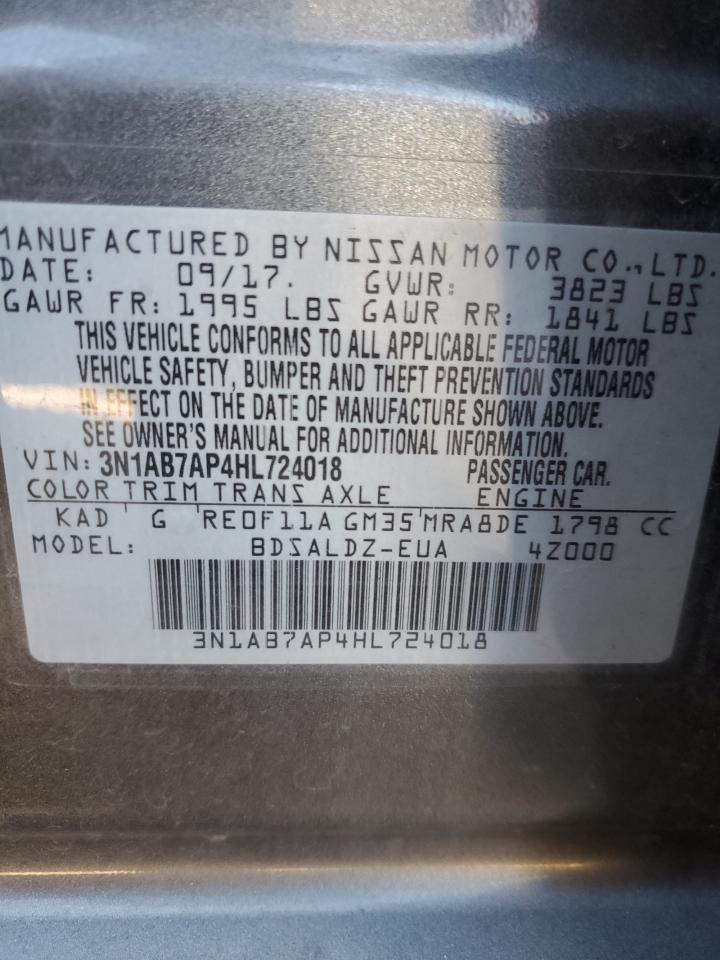 MANUFACTURED BY NISSAN MOTOR CO., LTD.
DATE: 09/17. GVWR: 3823 LBS
GAWR FR: 1995 LBS GAWR RR: 1841 LBS
THIS VEHICLE CONFORMS TO ALL APPLICABLE FEDERAL MOTOR
VEHICLE SAFETY, BUMPER AND THEFT PREVENTION STANDARDS
IN EFFECT ON THE DATE OF MANUFACTURE SHOWN ABOVE.
SEE OWNER'S MANUAL FOR ADDITIONAL INFORMATION.
VIN: 3N1AB7AP4HL724018 PASSENGER CAR.
COLOR TRIM TRANS AXLE ENGINE
KAD G RE0F11A GM35 MRA8DE 1798 CC
MODEL: BDSALDZ-EUA 4Z000
3N1AB7AP4HL724018